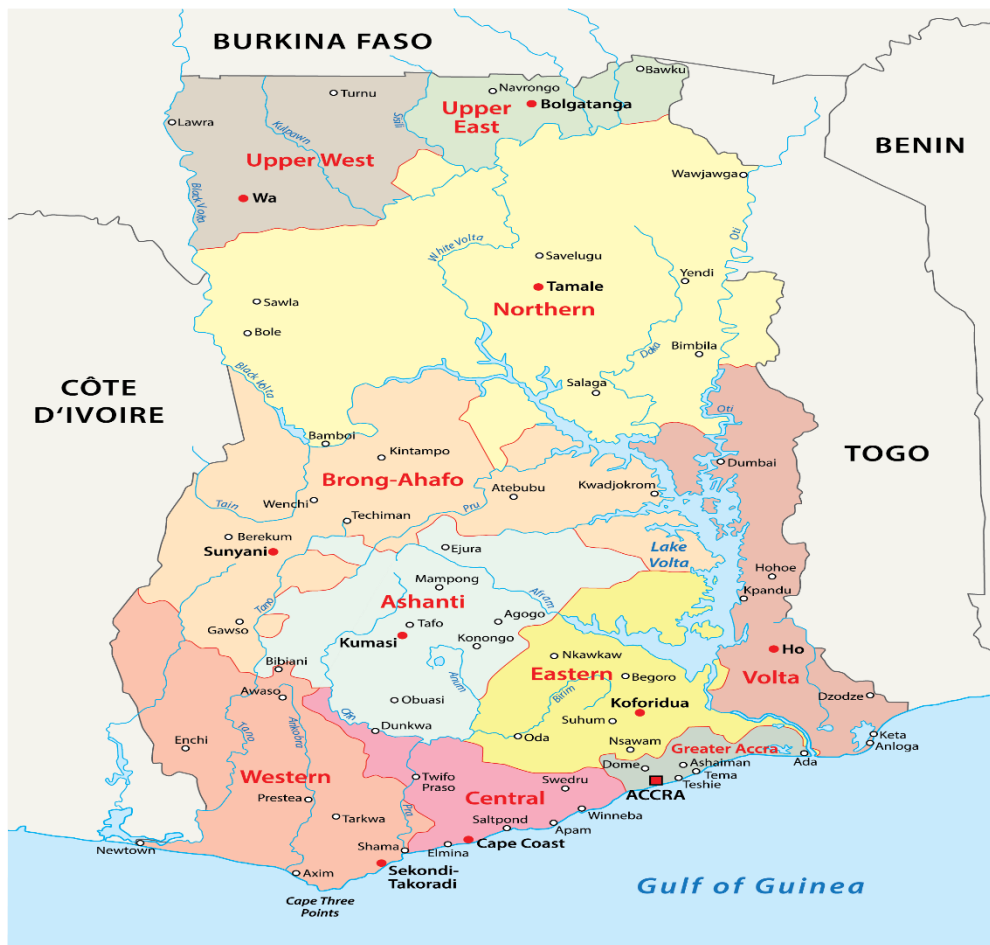 BURKINA FASO
Bawku
Navrongo
Turnu
Bolgatanga
Upper
East
Lawra
Kulpawn
Sisili
BENIN
Upper West
Wawjawga
Black Volta
Wa
Oti
White Volta
Savelugu
Yendi
Tamale
Sawla
Northern
Bole
Daka
Bimbila
Black Volta
Salaga
CÔTE
D‘IVOIRE
Oti
Bamboi
Kintampo
TOGO
Dumbai
Brong-Ahafo
Atebubu
Kwadjokrom
Wenchi
Tain
Pru
Techiman
Berekum
Sunyani
Ejura
Lake
Volta
Hohoe
Mampong
Kpandu
Ashanti
Afram
Tano
Agogo
Tafo
Gawso
Kumasi
Konongo
Ho
Nkawkaw
Bibiani
Eastern
Begoro
Volta
Anum
Awaso
Obuasi
Birim
Koforidua
Dzodze
Ofin
Suhum
Dunkwa
Tano
Ankobra
Oda
Keta
Enchi
Nsawam
Greater Accra
Anloga
Ada
Dome
Ashaiman
Western
Twifo
Praso
Swedru
Tema
Teshie
ACCRA
Prestea
Central
Winneba
Pra
Tarkwa
Saltpond
Apam
Shama
Cape Coast
Newtown
Elmina
Axim
Sekondi-
Takoradi
Gulf of Guinea
Cape Three
Points